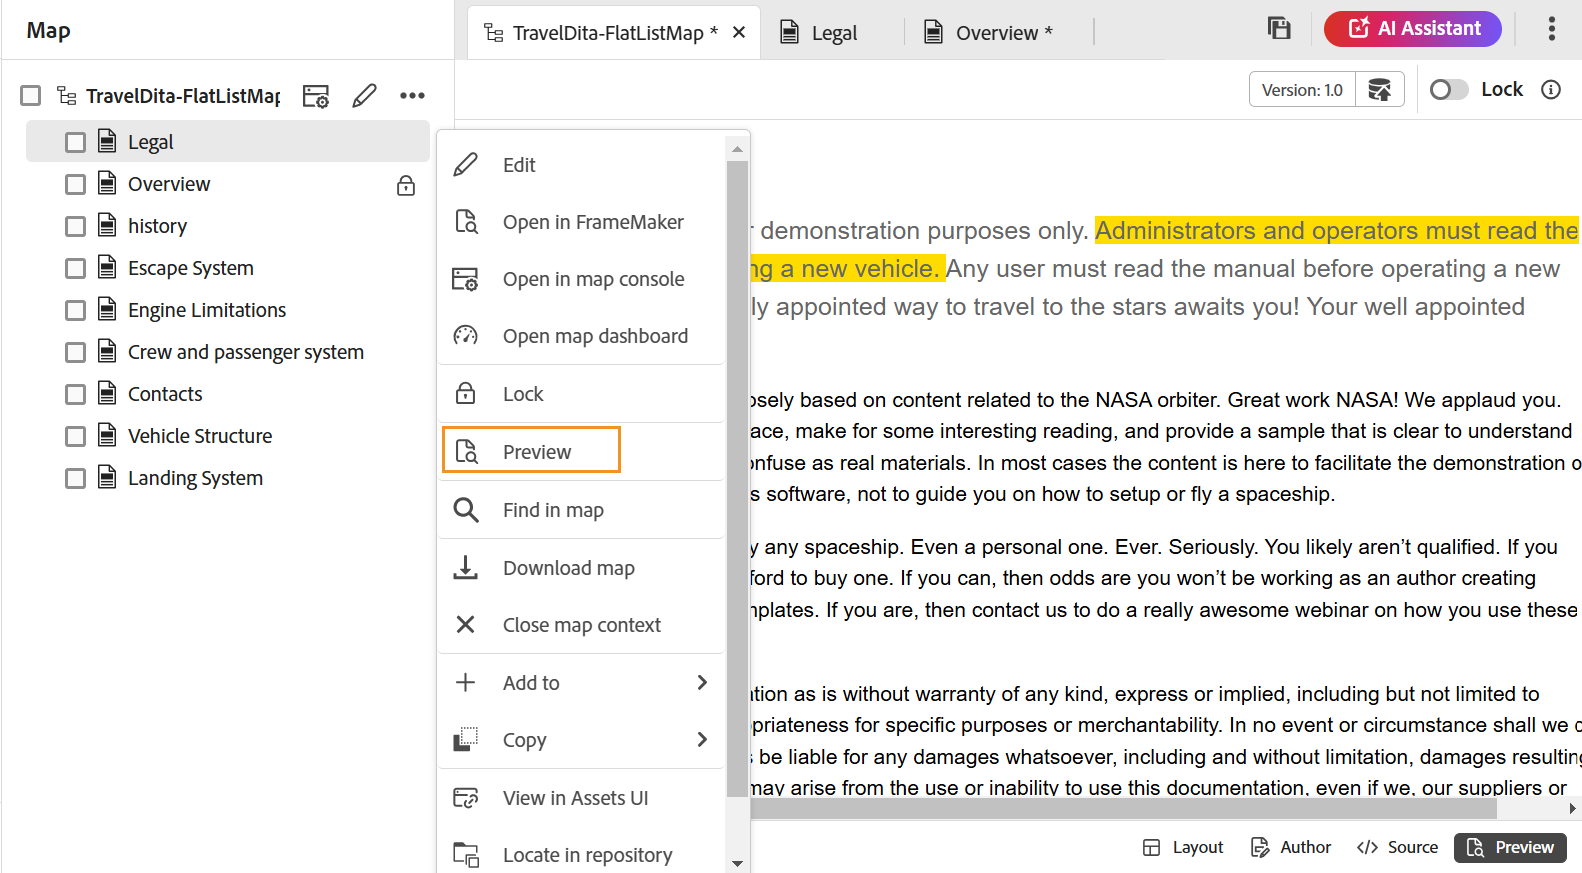 Map
TravelDita-FlatListMap *
Legal
Overview *
AI Assistant
TravelDita-FlatListMap
Version: 1.0
Lock
Legal
Overview
history
Escape System
Engine Limitations
Crew and passenger system
Contacts
Vehicle Structure
Landing System
Edit
Open in FrameMaker
Open in map console
Open map dashboard
Lock
Preview
Find in map
Download map
Close map context
Add to
Copy
View in Assets UI
Locate in repository
demonstration purposes only. Administrators and operators must read the
ng a new vehicle. Any user must read the manual before operating a new
ly appointed way to travel to the stars awaits you! Your well appointed
osely based on content related to the NASA orbiter. Great work NASA! We applaud you.
ace, make for some interesting reading, and provide a sample that is clear to understand
onfuse as real materials. In most cases the content is here to facilitate the demonstration o
s software, not to guide you on how to setup or fly a spaceship.
y any spaceship. Even a personal one. Ever. Seriously. You likely aren't qualified. If you
ford to buy one. If you can, then odds are you won't be working as an author creating
mplates. If you are, then contact us to do a really awesome webinar on how you use these
ation as is without warranty of any kind, express or implied, including but not limited to
opriateness for specific purposes or merchantability. In no event or circumstance shall we o
s be liable for any damages whatsoever, including and without limitation, damages resulting
may arise from the use or inability to use this documentation, even if we, our suppliers or
Layout
Author
Source
Preview